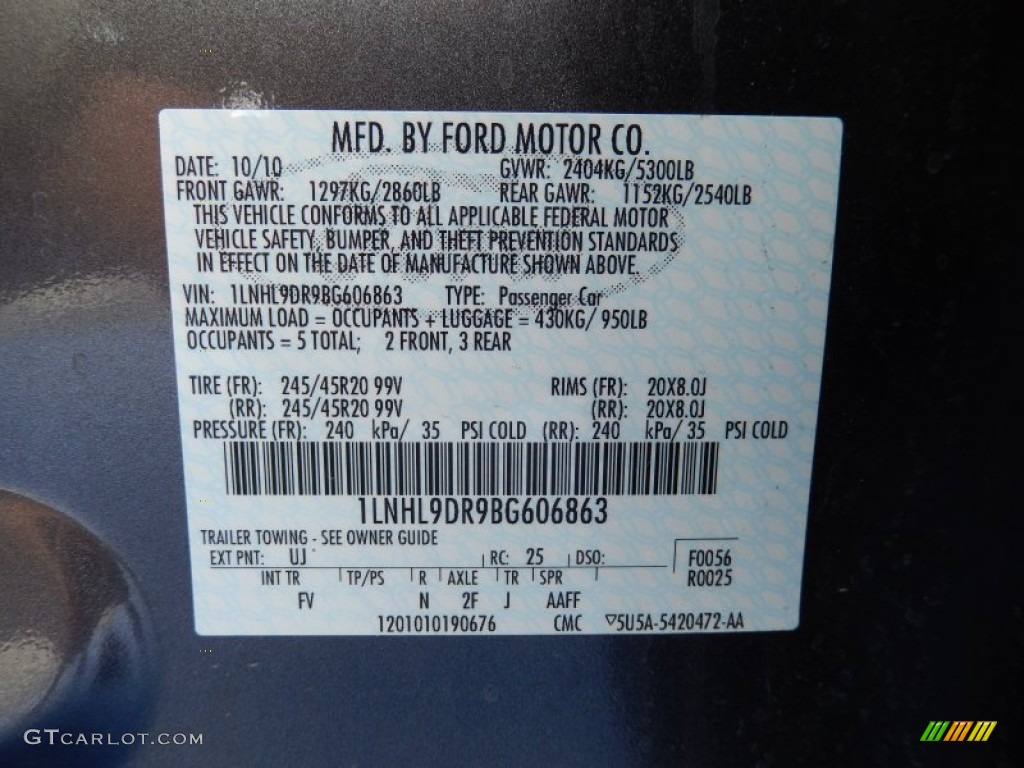 MFD. BY FORD MOTOR CO.
DATE: 10/10 GVWR: 2404KG/5300LB
FRONT GAWR: 1297KG/2860LB REAR GAWR: 1152KG/2540LB
THIS VEHICLE CONFORMS TO ALL APPLICABLE FEDERAL MOTOR
VEHICLE SAFETY, BUMPER, AND THEFT PREVENTION STANDARDS
IN EFFECT ON THE DATE OF MANUFACTURE SHOWN ABOVE.
VIN: 1LNHL9DR9BG606863 TYPE: Passenger Car
MAXIMUM LOAD = OCCUPANTS + LUGGAGE = 430KG/ 950LB
OCCUPANTS = 5 TOTAL; 2 FRONT, 3 REAR
TIRE (FR): 245/45R20 99V RIMS (FR): 20X8.0J
(RR): 245/45R20 99V (RR): 20X8.0J
PRESSURE (FR): 240 kPa/ 35 PSI COLD (RR): 240 kPa/ 35 PSI COLD
1LNHL9DR9BG606863
TRAILER TOWING - SEE OWNER GUIDE
EXT PNT: UJ RC: 25 DSO: F0056
INT TR TP/PS R AXLE TR SPR R0025
FV N 2F J AAFF
1201010190676 CMC ▽5U5A-5420472-AA
GTCARLOT.COM